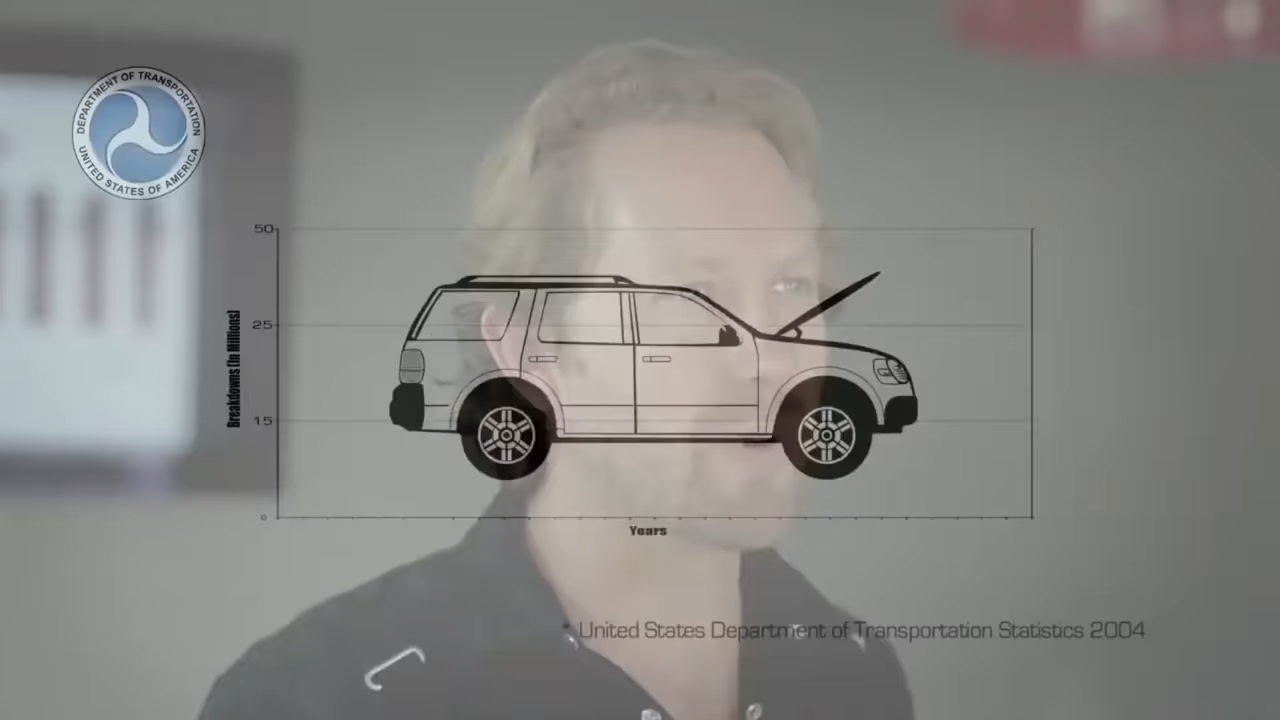 DEPARTMENT OF TRANSPORTATION
UNITED STATES OF AMERICA
50
25
15
0
Breakdowns (In Millions)
Years
United States Department of Transportation Statistics 2004